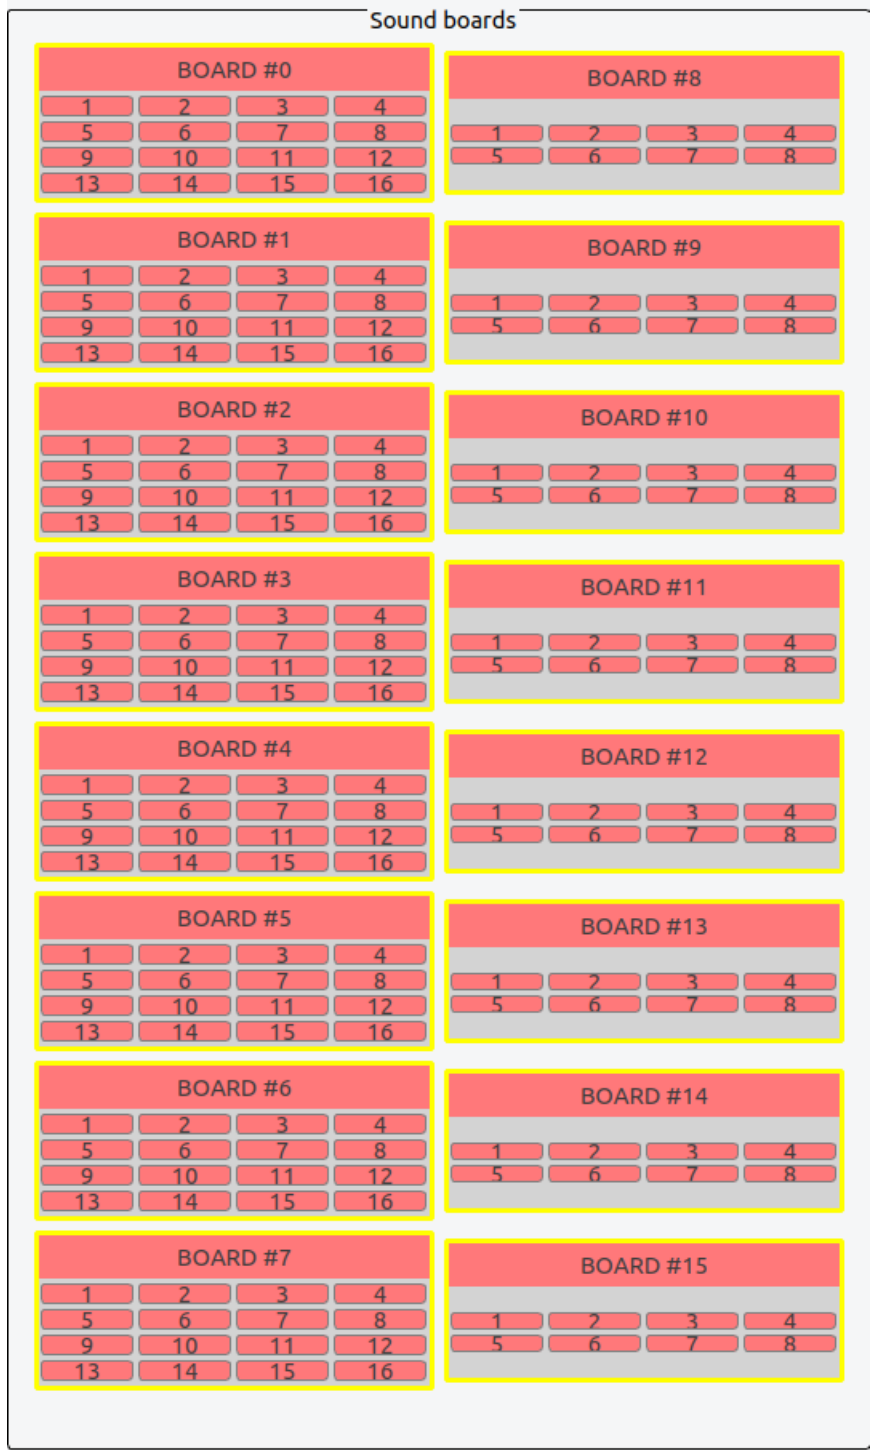 Sound boards
BOARD #0
1 2 3 4
5 6 7 8
9 10 11 12
13 14 15 16
BOARD #1
1 2 3 4
5 6 7 8
9 10 11 12
13 14 15 16
BOARD #2
1 2 3 4
5 6 7 8
9 10 11 12
13 14 15 16
BOARD #3
1 2 3 4
5 6 7 8
9 10 11 12
13 14 15 16
BOARD #4
1 2 3 4
5 6 7 8
9 10 11 12
13 14 15 16
BOARD #5
1 2 3 4
5 6 7 8
9 10 11 12
13 14 15 16
BOARD #6
1 2 3 4
5 6 7 8
9 10 11 12
13 14 15 16
BOARD #7
1 2 3 4
5 6 7 8
9 10 11 12
13 14 15 16
BOARD #8
1 2 3 4
5 6 7 8
BOARD #9
1 2 3 4
5 6 7 8
BOARD #10
1 2 3 4
5 6 7 8
BOARD #11
1 2 3 4
5 6 7 8
BOARD #12
1 2 3 4
5 6 7 8
BOARD #13
1 2 3 4
5 6 7 8
BOARD #14
1 2 3 4
5 6 7 8
BOARD #15
1 2 3 4
5 6 7 8